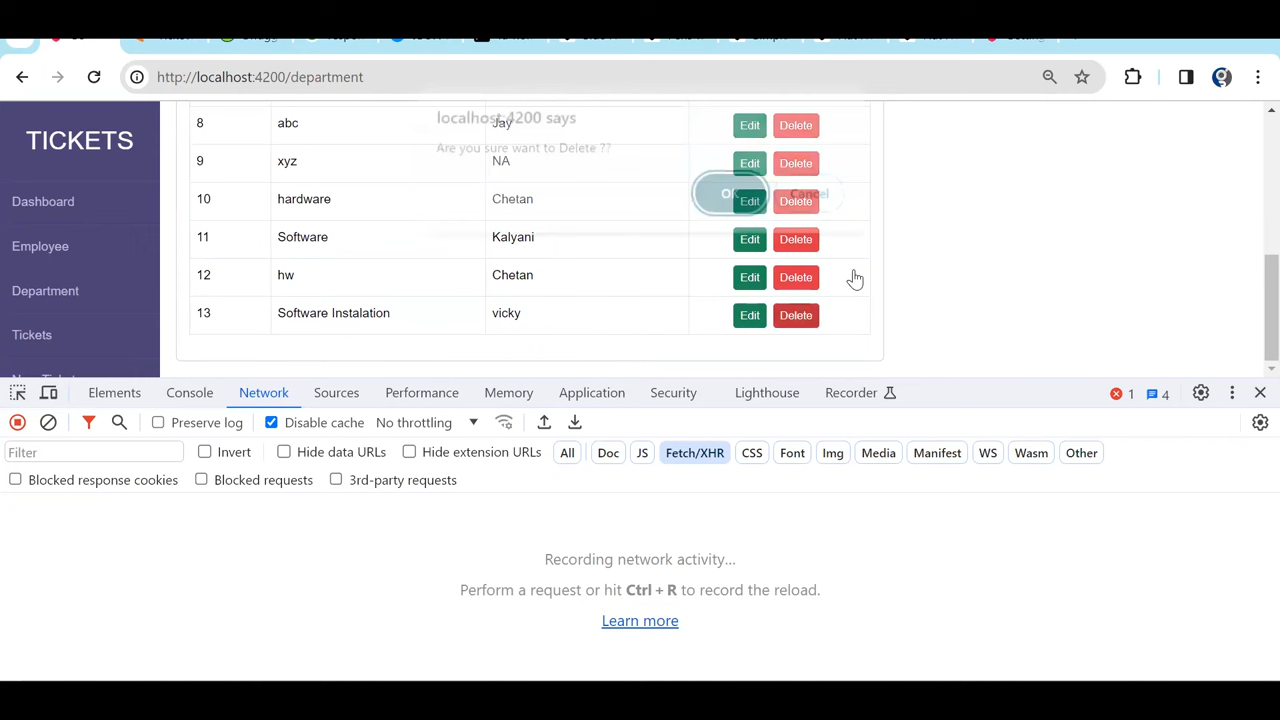 http://localhost:4200/department
TICKETS
Dashboard
Employee
Department
Tickets
localhost:4200 says
Are you sure want to Delete ??
OK
Cancel
8 abc Jay Edit Delete
9 xyz NA Edit Delete
10 hardware Chetan Edit Delete
11 Software Kalyani Edit Delete
12 hw Chetan Edit Delete
13 Software Instalation vicky Edit Delete
Elements Console Network Sources Performance Memory Application Security Lighthouse Recorder 1 4
Preserve log Disable cache No throttling
Filter Invert Hide data URLs Hide extension URLs All Doc JS Fetch/XHR CSS Font Img Media Manifest WS Wasm Other
Blocked response cookies Blocked requests 3rd-party requests
Recording network activity...
Perform a request or hit Ctrl + R to record the reload.
Learn more